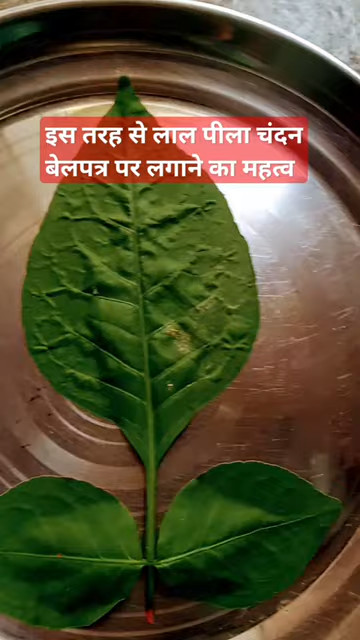 इस तरह से लाल पीला चंदन
बेलपत्र पर लगाने का महत्व